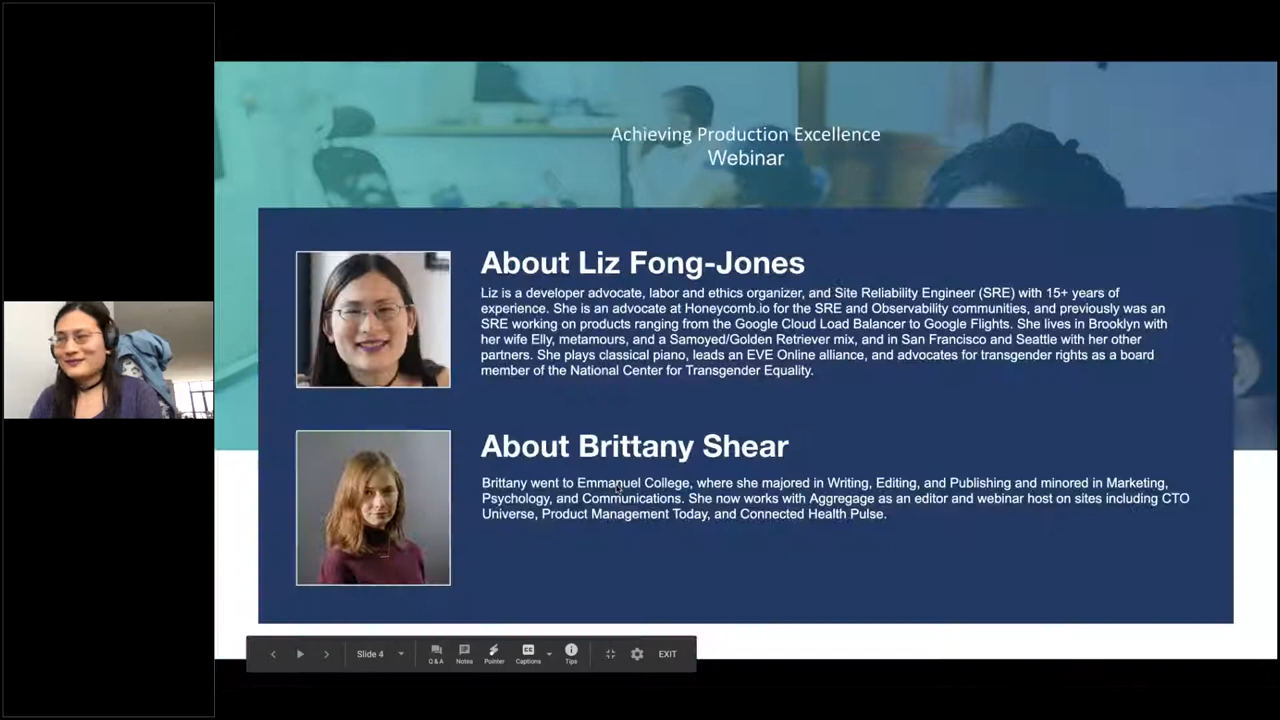 Achieving Production Excellence
Webinar
About Liz Fong-Jones
Liz is a developer advocate, labor and ethics organizer, and Site Reliability Engineer (SRE) with 15+ years of
experience. She is an advocate at Honeycomb.io for the SRE and Observability communities, and previously was an
SRE working on products ranging from the Google Cloud Load Balancer to Google Flights. She lives in Brooklyn with
her wife Elly, metamours, and a Samoyed/Golden Retriever mix, and in San Francisco and Seattle with her other
partners. She plays classical piano, leads an EVE Online alliance, and advocates for transgender rights as a board
member of the National Center for Transgender Equality.
About Brittany Shear
Brittany went to Emmanuel College, where she majored in Writing, Editing, and Publishing and minored in Marketing,
Psychology, and Communications. She now works with Aggregage as an editor and webinar host on sites including CTO
Universe, Product Management Today, and Connected Health Pulse.
Slide 4
Q & A
Notes
Pointer
CC
Captions
Tips
EXIT